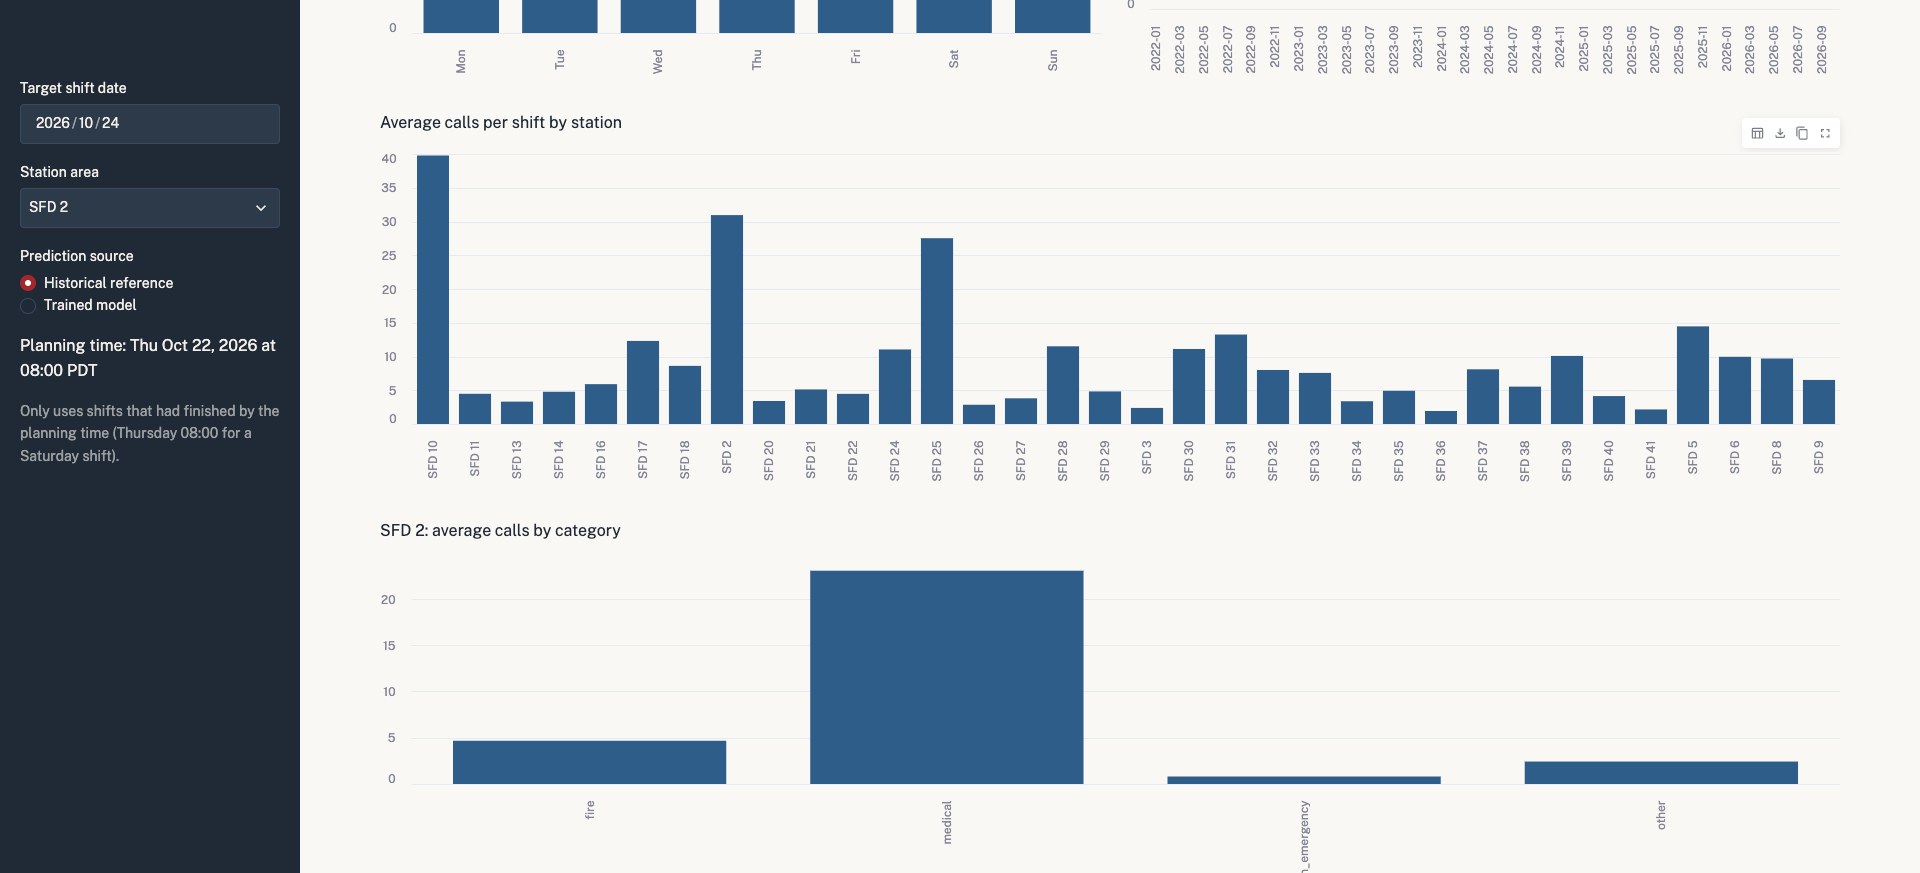 Target shift date
2026/10/24
Station area
SFD 2
Prediction source
Historical reference
Trained model
Planning time: Thu Oct 22, 2026 at
08:00 PDT
Only uses shifts that had finished by the
planning time (Thursday 08:00 for a
Saturday shift).
0
Mon
Tue
Wed
Thu
Fri
Sat
Sun
0
2022-01
2022-03
2022-05
2022-07
2022-09
2022-11
2023-01
2023-03
2023-05
2023-07
2023-09
2023-11
2024-01
2024-03
2024-05
2024-07
2024-09
2024-11
2025-01
2025-03
2025-05
2025-07
2025-09
2025-11
2026-01
2026-03
2026-05
2026-07
2026-09
Average calls per shift by station
40
35
30
25
20
15
10
5
0
SFD 10
SFD 11
SFD 13
SFD 14
SFD 16
SFD 17
SFD 18
SFD 2
SFD 20
SFD 21
SFD 22
SFD 24
SFD 25
SFD 26
SFD 27
SFD 28
SFD 29
SFD 3
SFD 30
SFD 31
SFD 32
SFD 33
SFD 34
SFD 35
SFD 36
SFD 37
SFD 38
SFD 39
SFD 40
SFD 41
SFD 5
SFD 6
SFD 8
SFD 9
SFD 2: average calls by category
20
15
10
5
0
fire
medical
_emergency
other